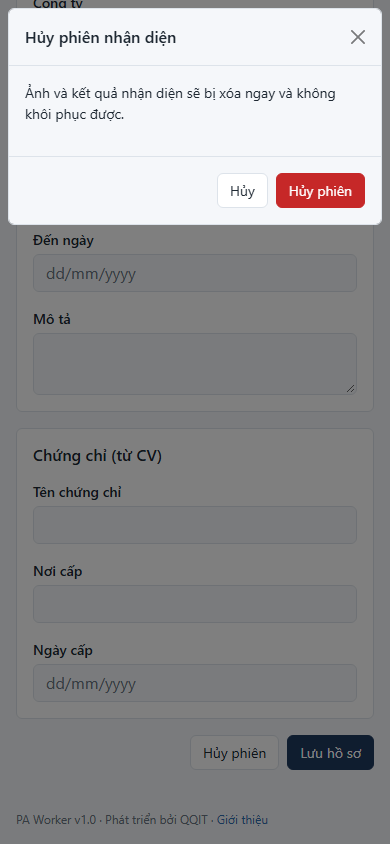 Công ty
Hủy phiên nhận diện
Ảnh và kết quả nhận diện sẽ bị xóa ngay và không
khôi phục được.
Hủy
Hủy phiên
Đến ngày
dd/mm/yyyy
Mô tả
Chứng chỉ (từ CV)
Tên chứng chỉ
Nơi cấp
Ngày cấp
dd/mm/yyyy
Hủy phiên
Lưu hồ sơ
PA Worker v1.0 · Phát triển bởi QQIT · Giới thiệu